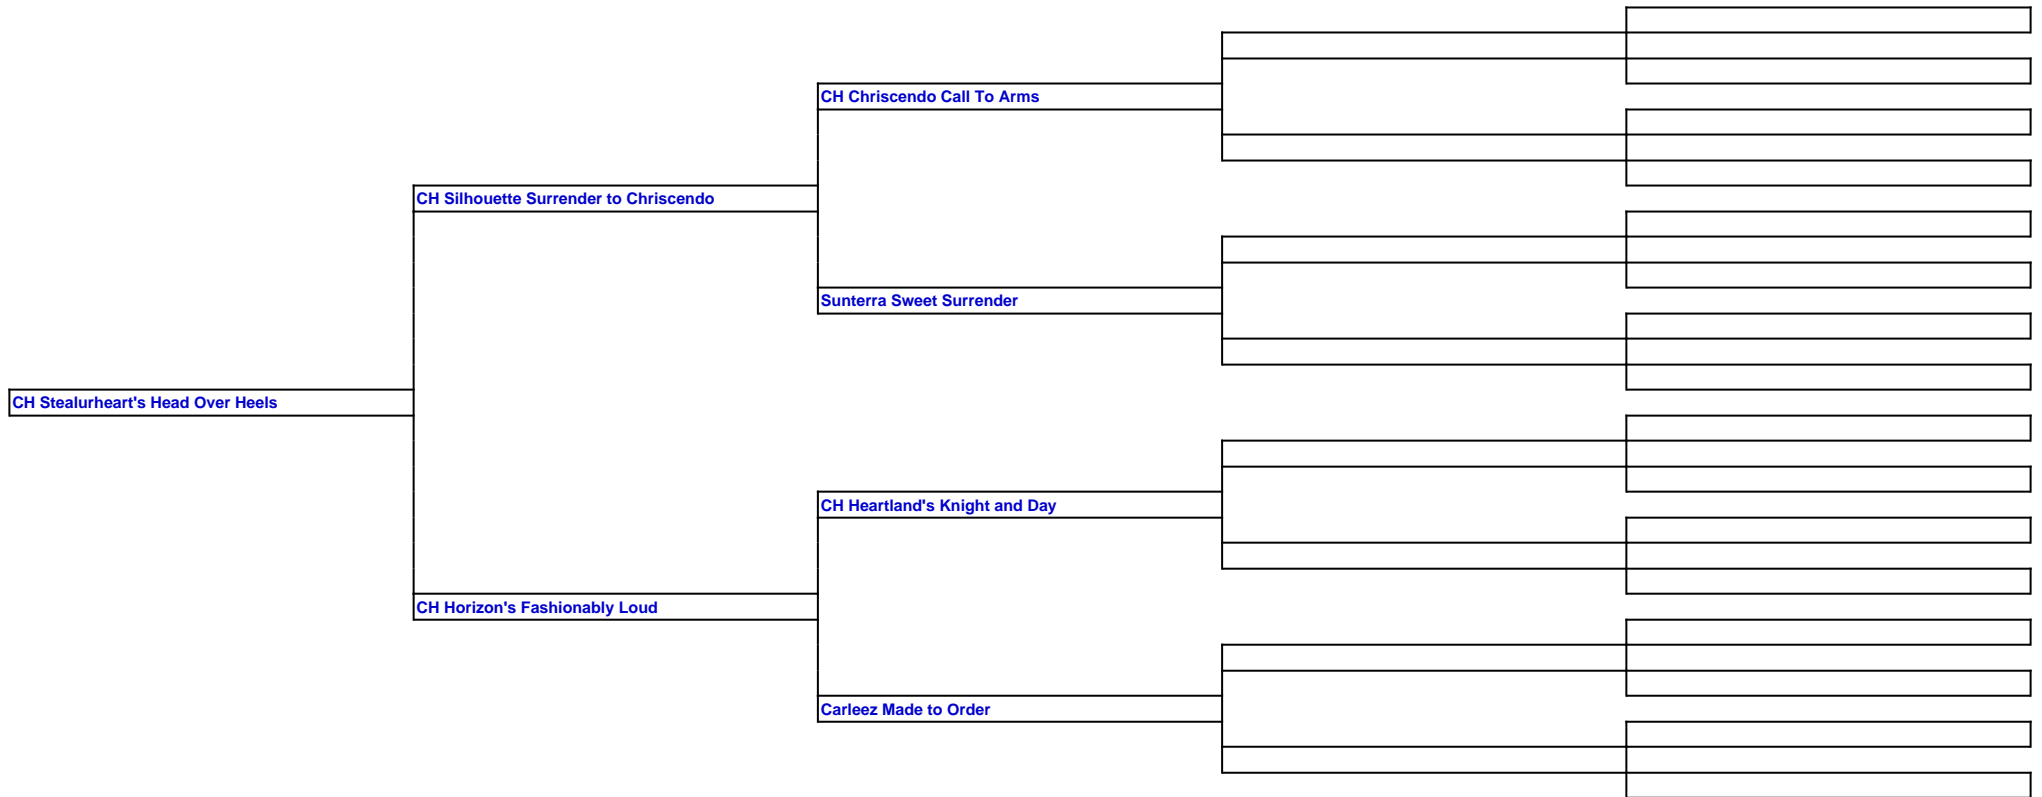 CH Chriscendo Call To Arms
CH Silhouette Surrender to Chriscendo
Sunterra Sweet Surrender
CH Stealurheart's Head Over Heels
CH Heartland's Knight and Day
CH Horizon's Fashionably Loud
Carleez Made to Order